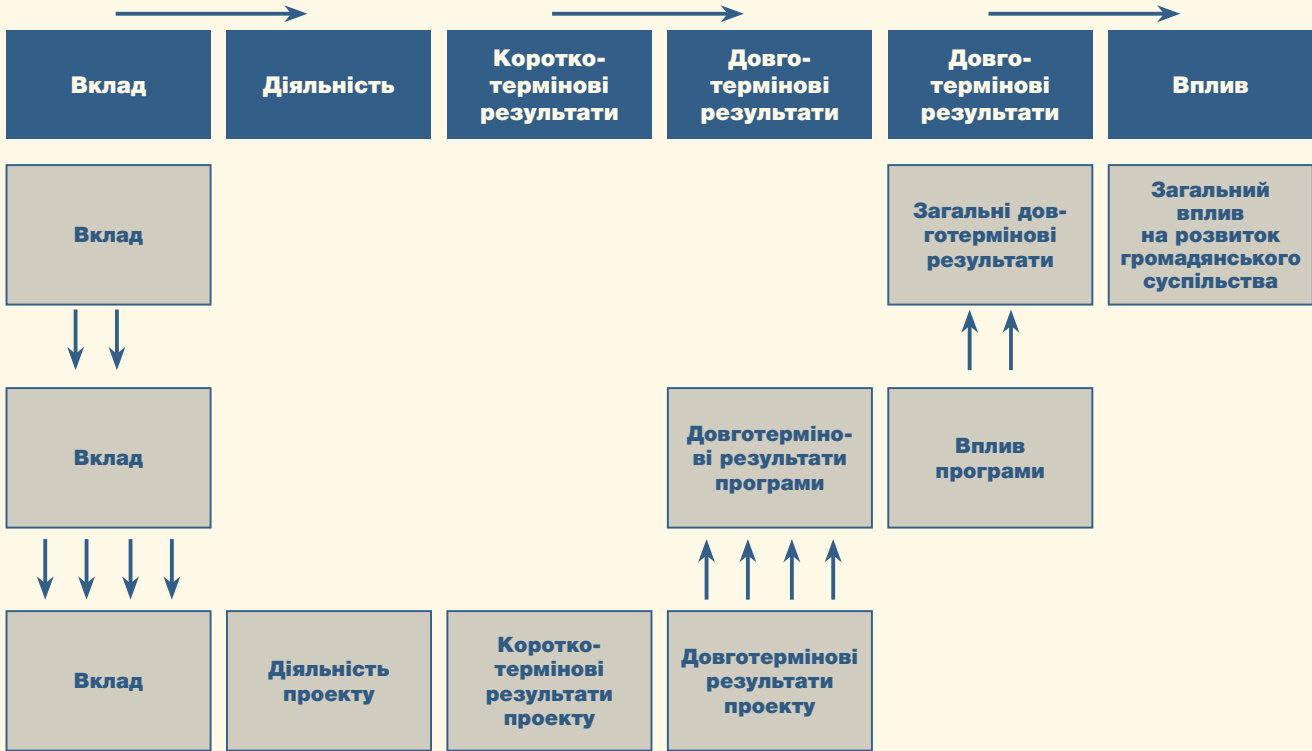 Вклад
Діяльність
Коротко-
термінові
результати
Довго-
термінові
результати
Довго-
термінові
результати
Вплив
Вклад
Загальні дов-
готермінові
результати
Загальний
вплив
на розвиток
громадянського
суспільства
Вклад
Довготерміно-
ві результати
програми
Вплив
програми
Вклад
Діяльність
проекту
Коротко-
термінові
результати
проекту
Довготермінові
результати
проекту